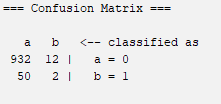 === Confusion Matrix ===
a b <-- classified as
932 12 | a = 0
50 2 | b = 1